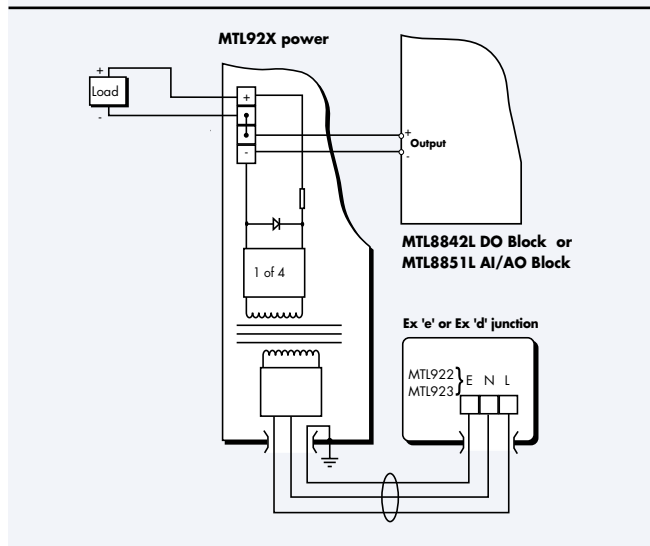 MTL92X power
+
Load
-
+
-
+
Output
-
MTL8842L DO Block or
MTL8851L AI/AO Block
1 of 4
Ex 'e' or Ex 'd' junction
MTL922
MTL923
} E N L